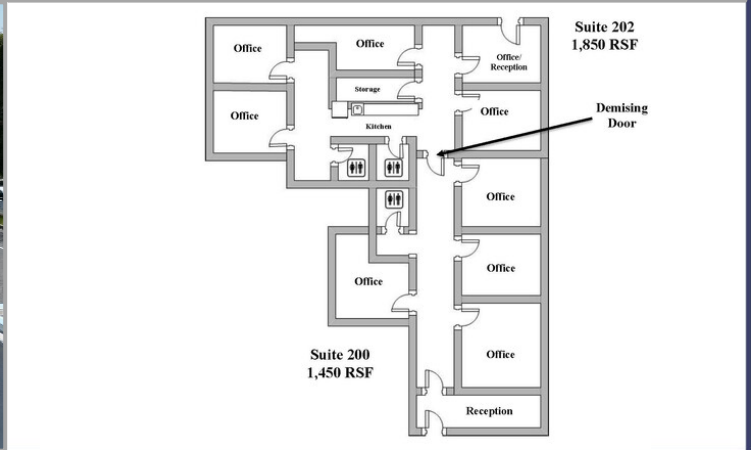 Suite 202
1,850 RSF
Office
Office
Office/
Reception
Storage
Office
Office
Demising
Door
Kitchen
Office
Office
Office
Suite 200
1,450 RSF
Office
Reception